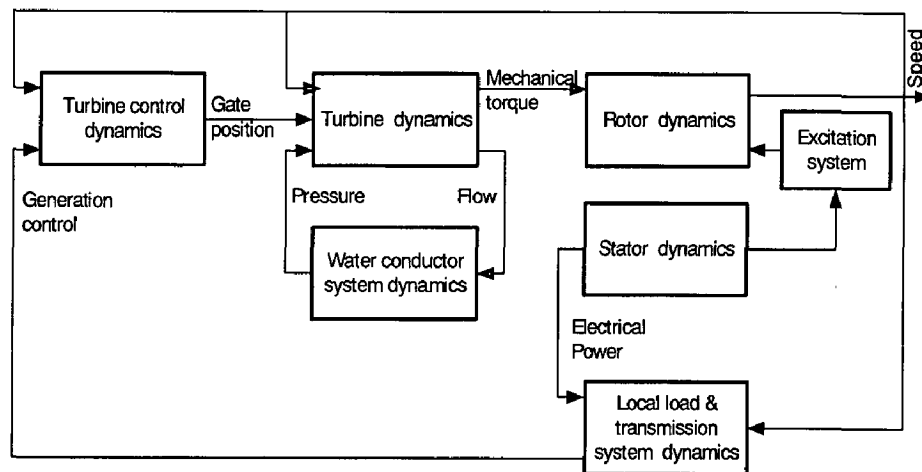 Speed
Mechanical
torque
Turbine control
dynamics
Gate
position
Turbine dynamics
Rotor dynamics
Excitation
system
Generation
control
Pressure
Flow
Water conductor
system dynamics
Stator dynamics
Electrical
Power
Local load &
transmission
system dynamics